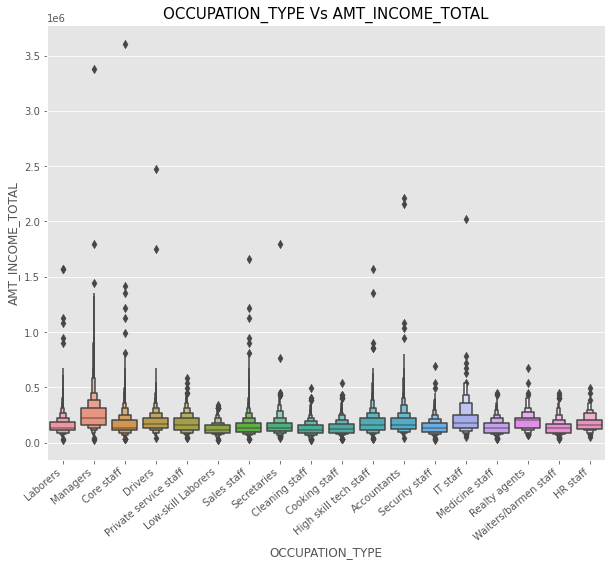 OCCUPATION_TYPE Vs AMT_INCOME_TOTAL
1e6
3.5
3.0
2.5
2.0
1.5
1.0
0.5
0.0
AMT_INCOME_TOTAL
Laborers
Managers
Core staff
Drivers
Private service staff
Low-skill Laborers
Sales staff
Secretaries
Cleaning staff
Cooking staff
High skill tech staff
Accountants
Security staff
IT staff
Medicine staff
Realty agents
Waiters/barmen staff
HR staff
OCCUPATION_TYPE